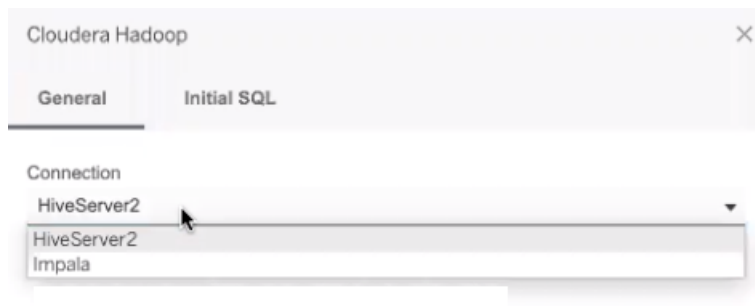 Cloudera Hadoop
General Initial SQL
Connection
HiveServer2
HiveServer2
Impala